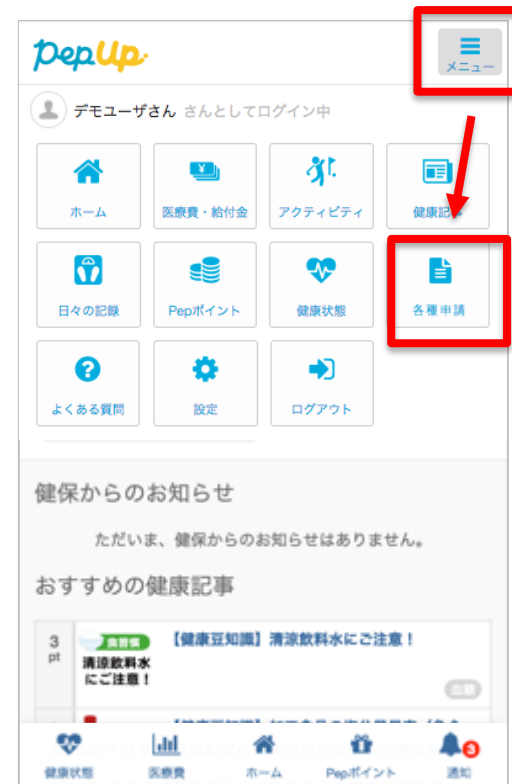 PepUp
メニュー
デモユーザさん さんとしてログイン中
ホーム
医療費・給付金
アクティビティ
健康記事
日々の記録
Pepポイント
健康状態
各種申請
よくある質問
設定
ログアウト
健保からのお知らせ
ただいま、健保からのお知らせはありません。
おすすめの健康記事
3
pt
良習慣
清涼飲料水
にご注意！
【健康豆知識】清涼飲料水にご注意！
健康状態
医療費
ホーム
Pepポイント
通知
3